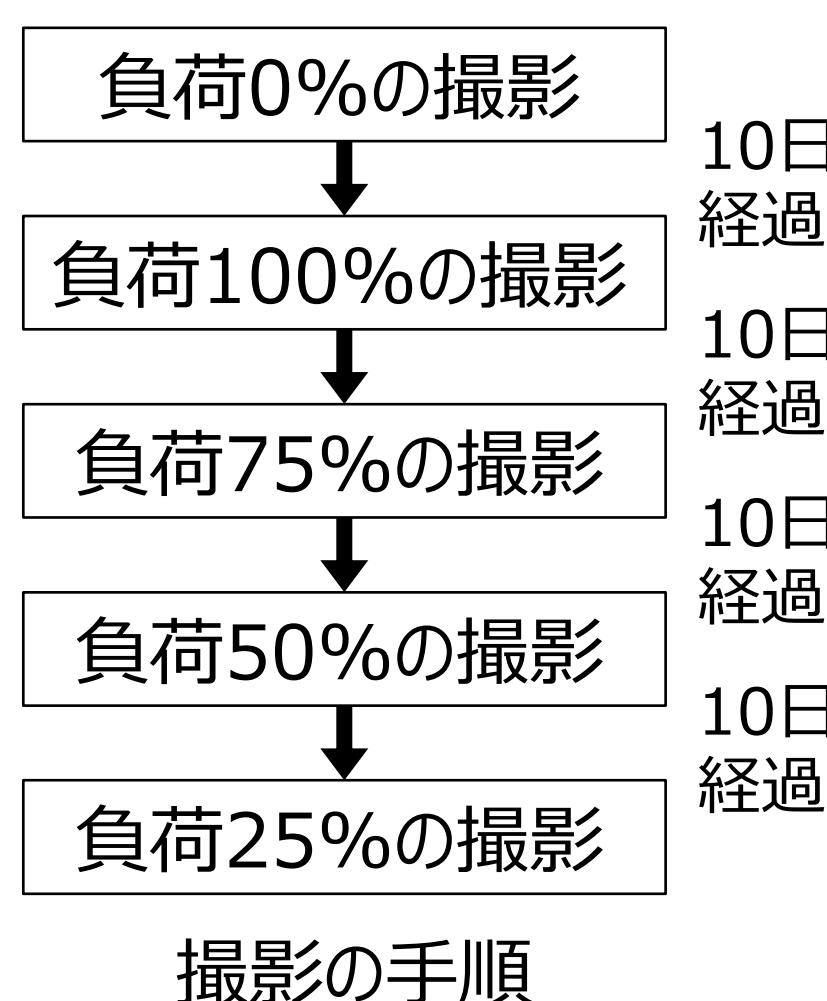 負荷0%の撮影
10日
経過
負荷100%の撮影
10日
経過
負荷75%の撮影
10日
経過
負荷50%の撮影
10日
経過
負荷25%の撮影
撮影の手順